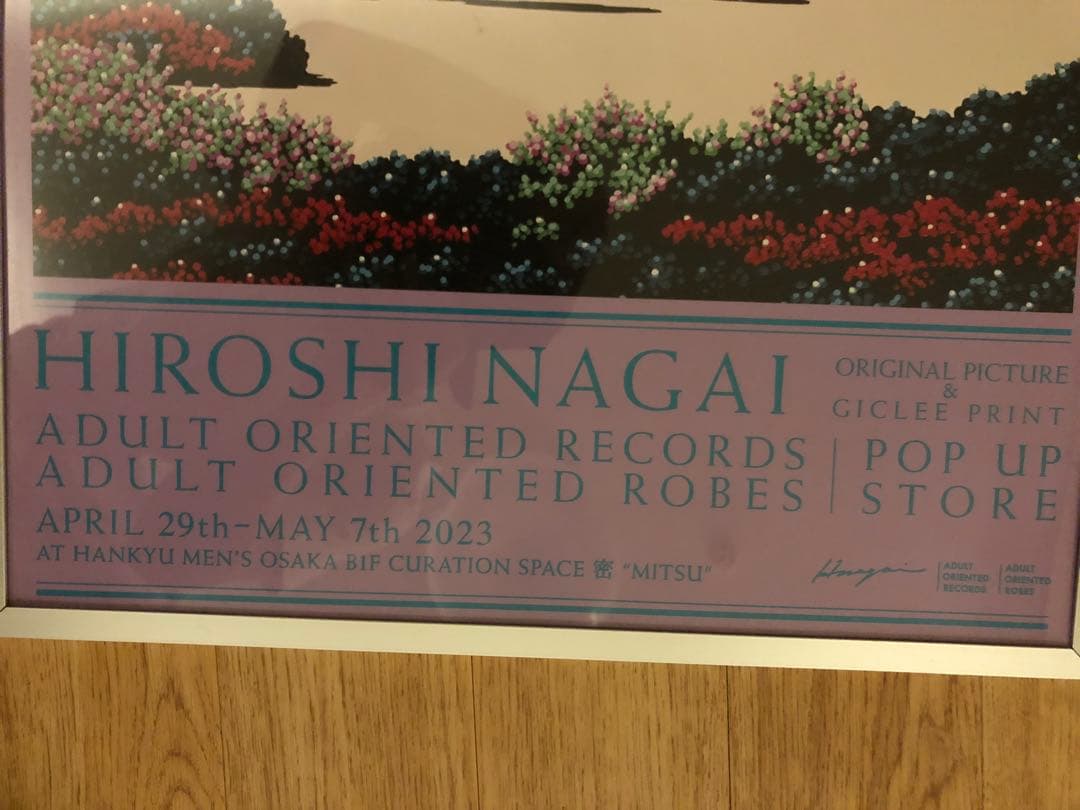 HIROSHI NAGAI
ORIGINAL PICTURE
&
GICLEE PRINT
ADULT ORIENTED RECORDS
ADULT ORIENTED ROBES
POP UP
STORE
APRIL 29th-MAY 7th 2023
AT HANKYU MEN'S OSAKA B1F CURATION SPACE 密 "MITSU"
ADULT
ORIENTED
RECORDS
ADULT
ORIENTED
ROBES